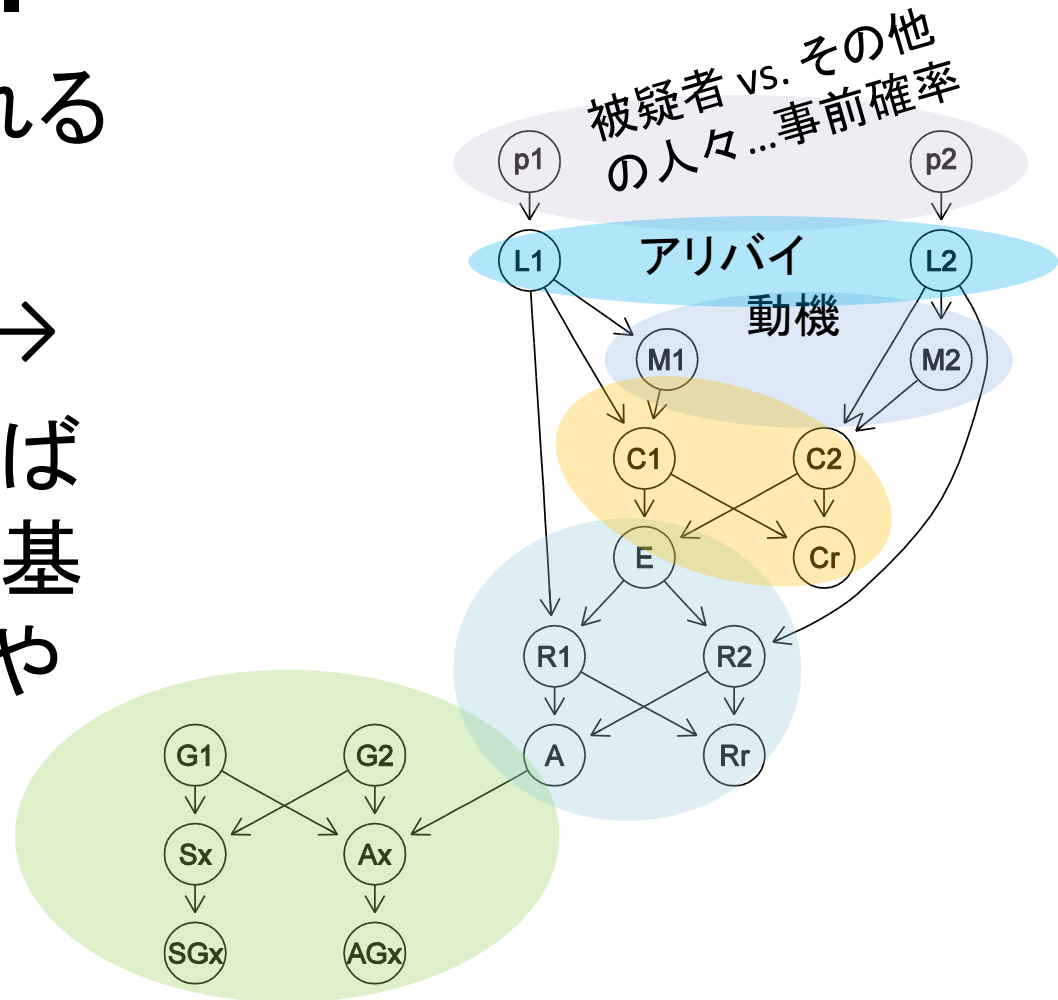 れる
→
ば
基
や
被疑者 vs. その他
の人々...事前確率
p1
p2
L1
アリバイ
L2
動機
M1
M2
C1
C2
E
Cr
R1
R2
G1
G2
A
Rr
Sx
Ax
SGx
AGx